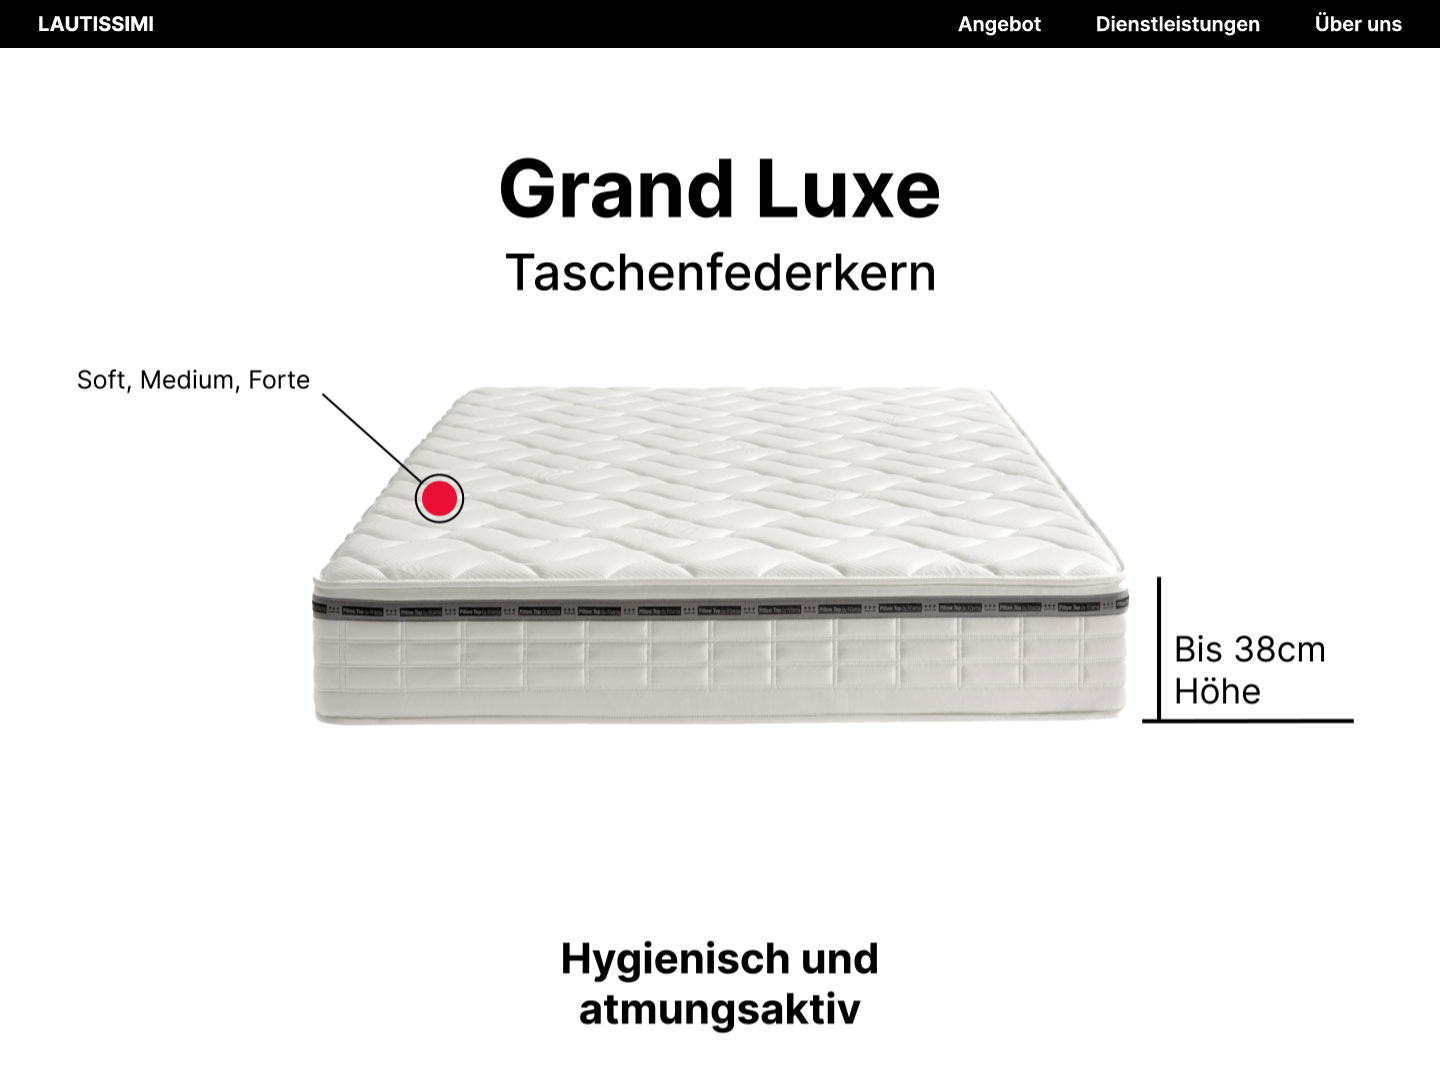 LAUTISSIMI
Angebot Dienstleistungen Über uns
Grand Luxe
Taschenfederkern
Soft, Medium, Forte
Bis 38cm
Höhe
Hygienisch und
atmungsaktiv